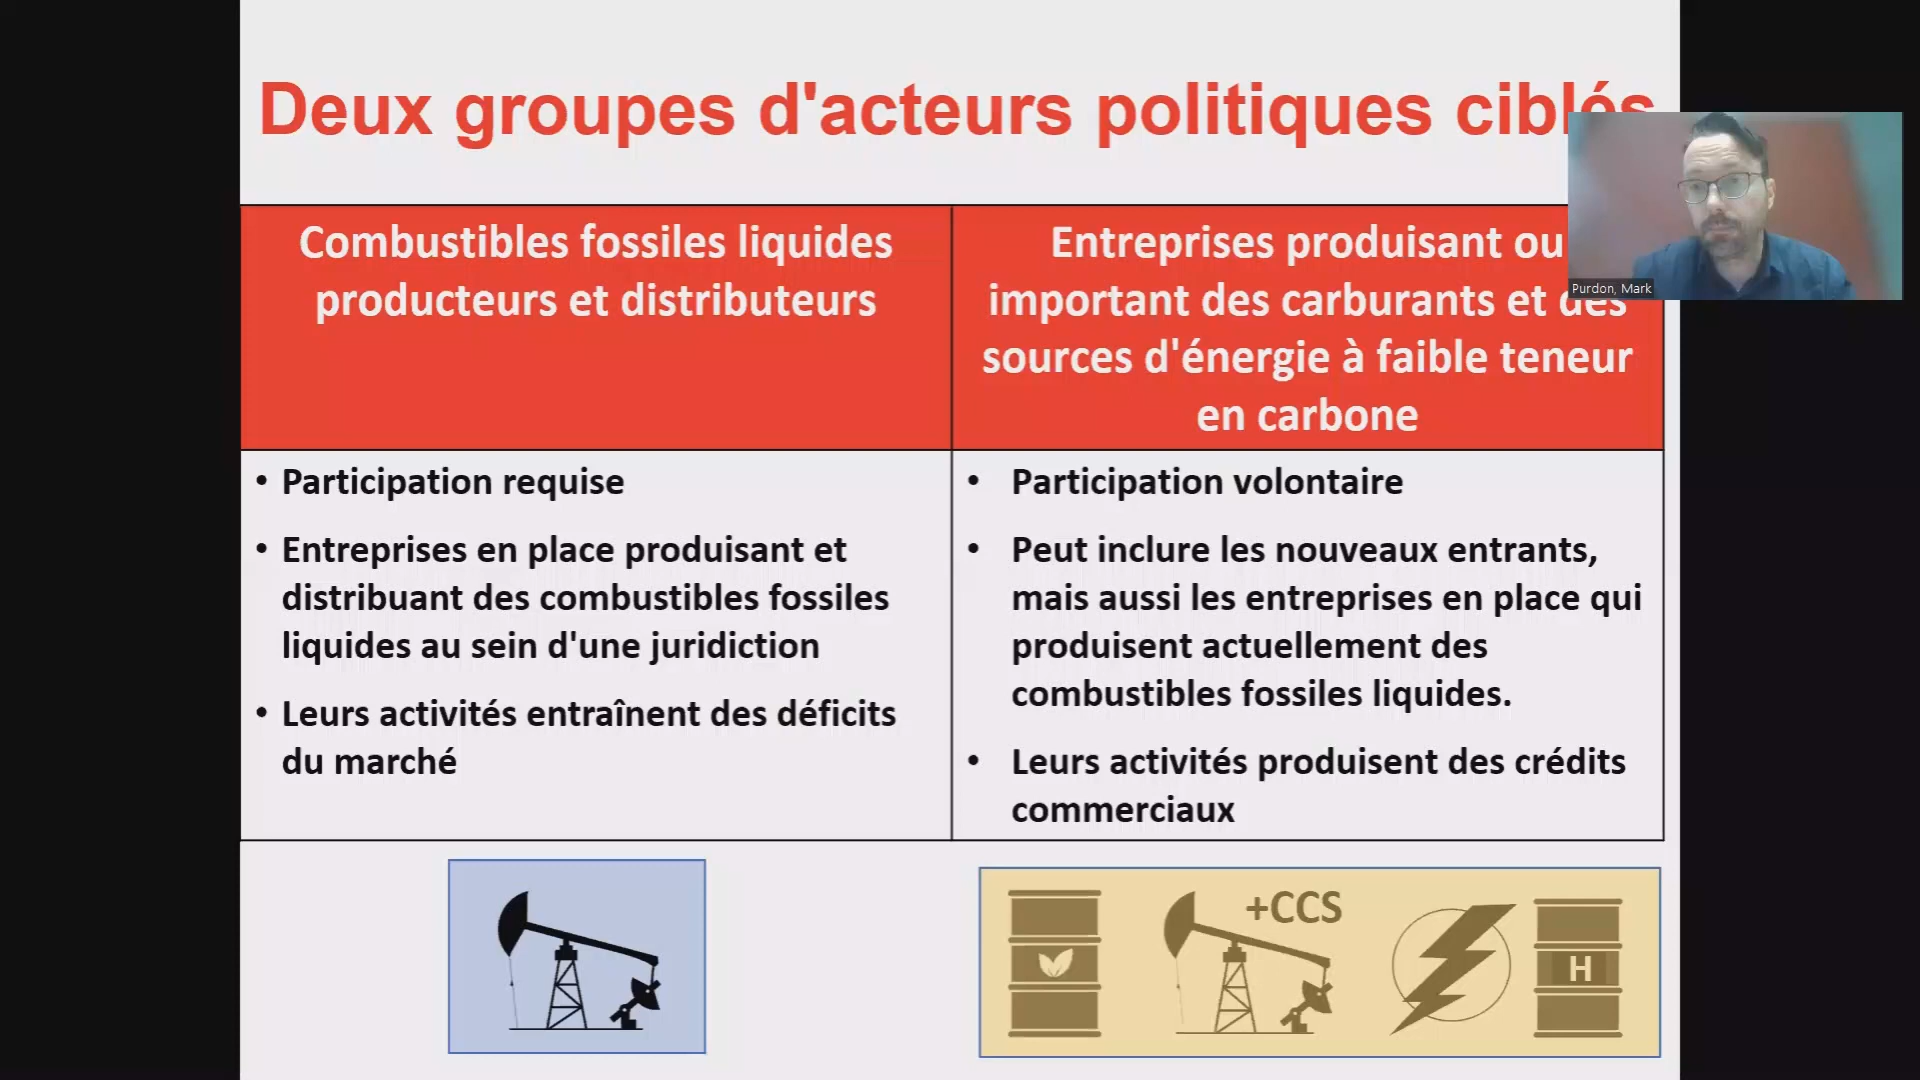 Deux groupes d'acteurs politiques ciblés
Combustibles fossiles liquides
producteurs et distributeurs
Entreprises produisant ou
important des carburants et des
sources d'énergie à faible teneur
en carbone
Purdon, Mark
• Participation requise
• Entreprises en place produisant et
distribuant des combustibles fossiles
liquides au sein d'une juridiction
• Leurs activités entraînent des déficits
du marché
• Participation volontaire
• Peut inclure les nouveaux entrants,
mais aussi les entreprises en place qui
produisent actuellement des
combustibles fossiles liquides.
• Leurs activités produisent des crédits
commerciaux
+CCS
H